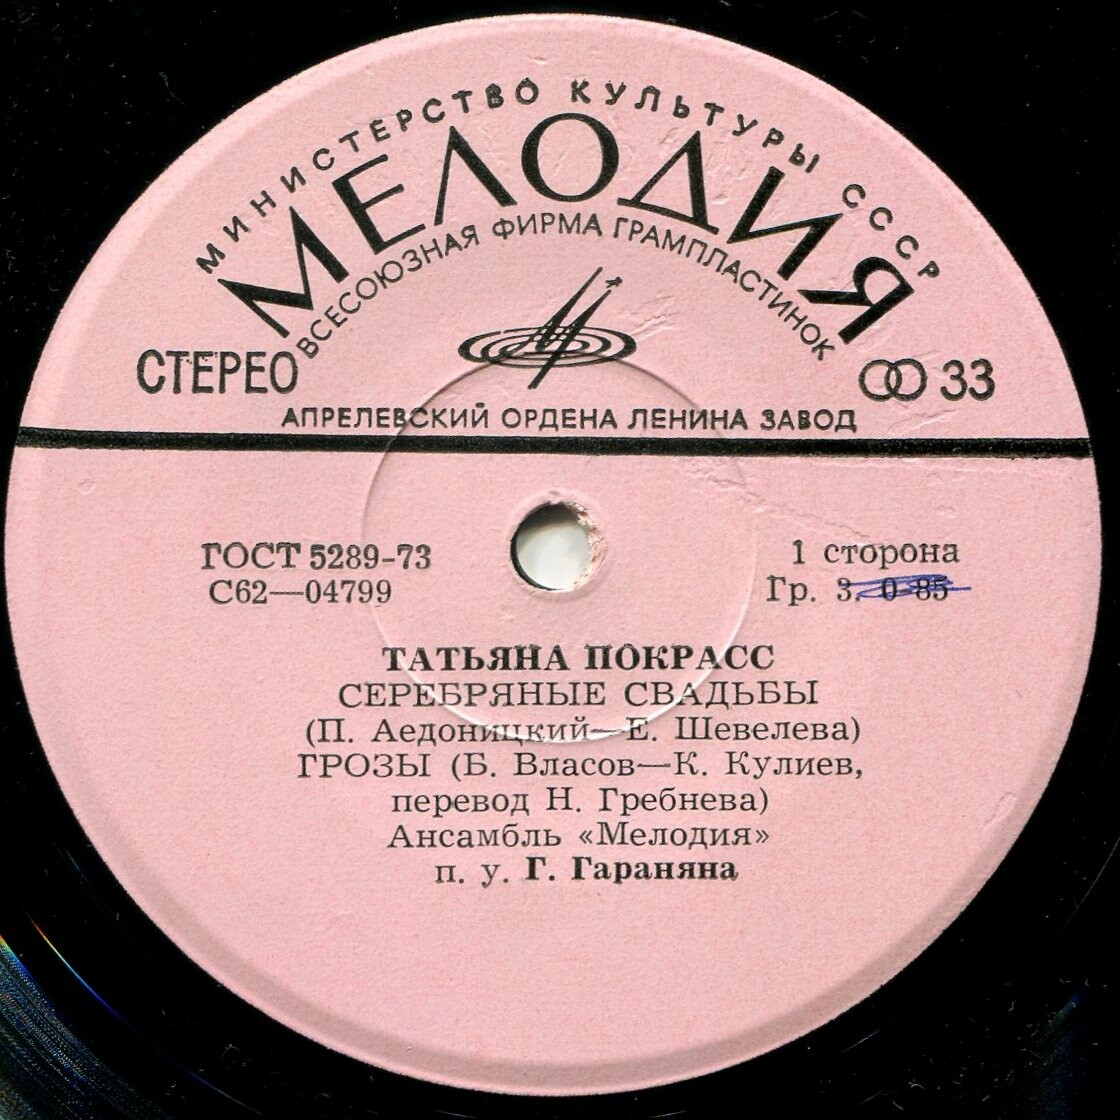 МИНИСТЕРСТВО КУЛЬТУРЫ СССР
МЕЛОДИЯ
ВСЕСОЮЗНАЯ ФИРМА ГРАМПЛАСТИНОК
СТЕРЕО
33
АПРЕЛЕВСКИЙ ОРДЕНА ЛЕНИНА ЗАВОД
ГОСТ 5289-73
С62—04799
1 сторона
Гр. 3. 0-85
ТАТЬЯНА ПОКРАСС
СЕРЕБРЯНЫЕ СВАДЬБЫ
(П. Аедоницкий—Е. Шевелева)
ГРОЗЫ (Б. Власов—К. Кулиев,
перевод Н. Гребнева)
Ансамбль «Мелодия»
п. у. Г. Гараняна